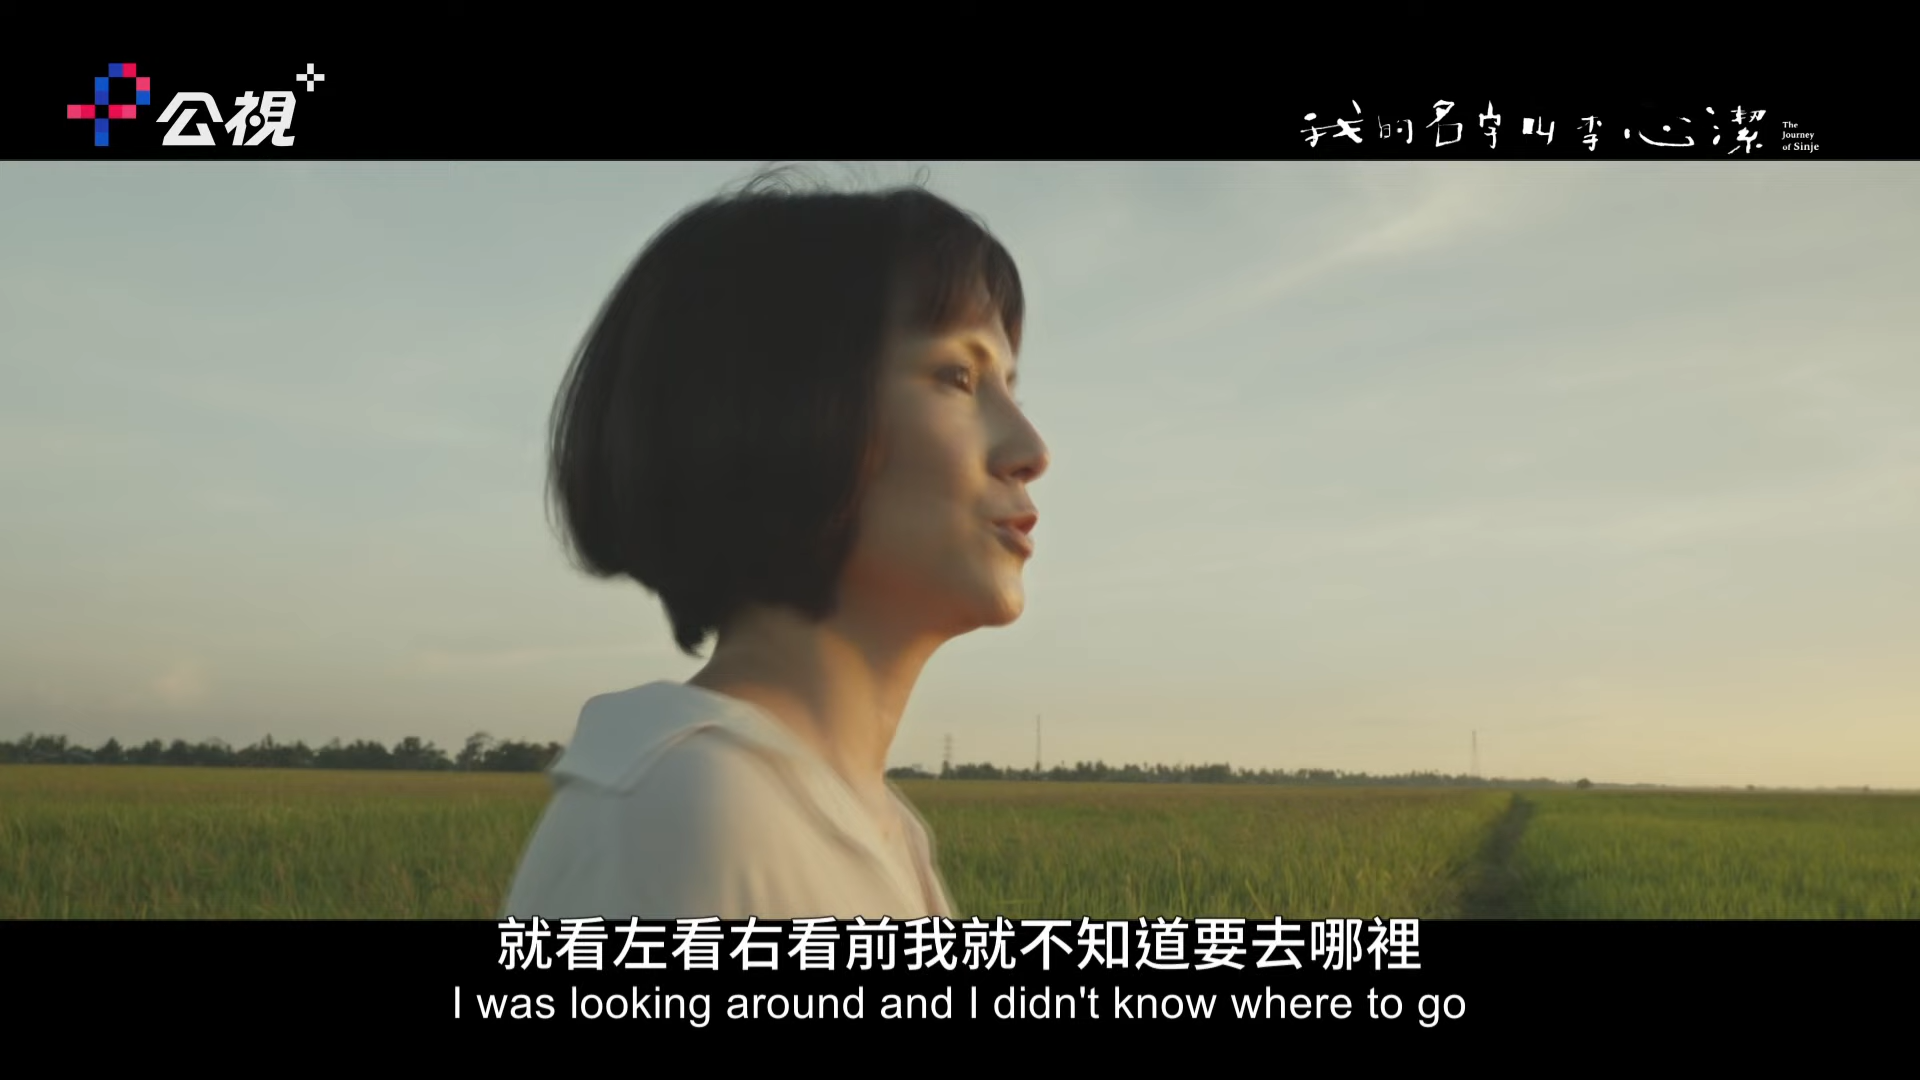 公視+
我的名字叫李心潔
The
Journey
of Sinje
就看左看右看前我就不知道要去哪裡
I was looking around and I didn't know where to go